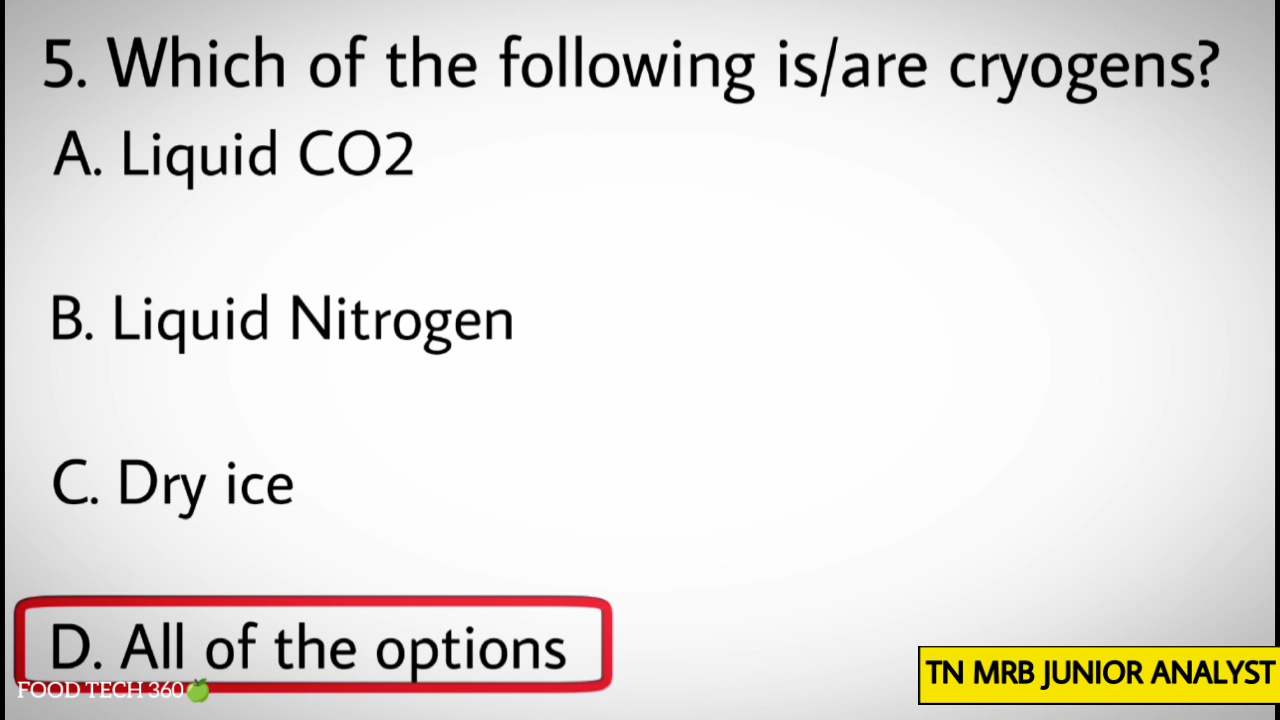 5. Which of the following is/are cryogens?
A. Liquid CO2
B. Liquid Nitrogen
C. Dry ice
D. All of the options
FOOD TECH 360🍏
TN MRB JUNIOR ANALYST